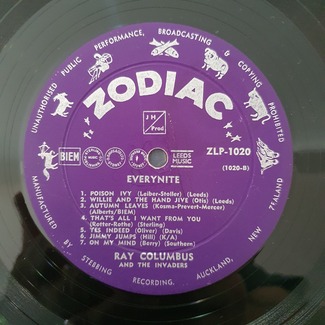 UNAUTHORISED PUBLIC PERFORMANCE, BROADCASTING & COPYING PROHIBITED
ZODIAC
JH
Prod
ZLP-1020
BIEM
LEEDS
MUSIC
(1020-B)
EVERYNITE
1. POISON IVY (Leiber-Stoller) (Leeds)
2. WILLIE AND THE HAND JIVE (Otis) (Leeds)
3. AUTUMN LEAVES (Kosma-Prevert-Mercer)
(Alberts/BIEM)
4. THAT'S ALL I WANT FROM YOU
(Rotter-Rothe) (Sterling)
5. YES INDEED (Oliver) (Davis)
6. JIMMY JUMPS (Hill) (K/A)
7. OH MY MIND (Berry) (Southern)
RAY COLUMBUS
AND THE INVADERS
MANUFACTURED BY STEBBING RECORDING. AUCKLAND, NEW ZEALAND